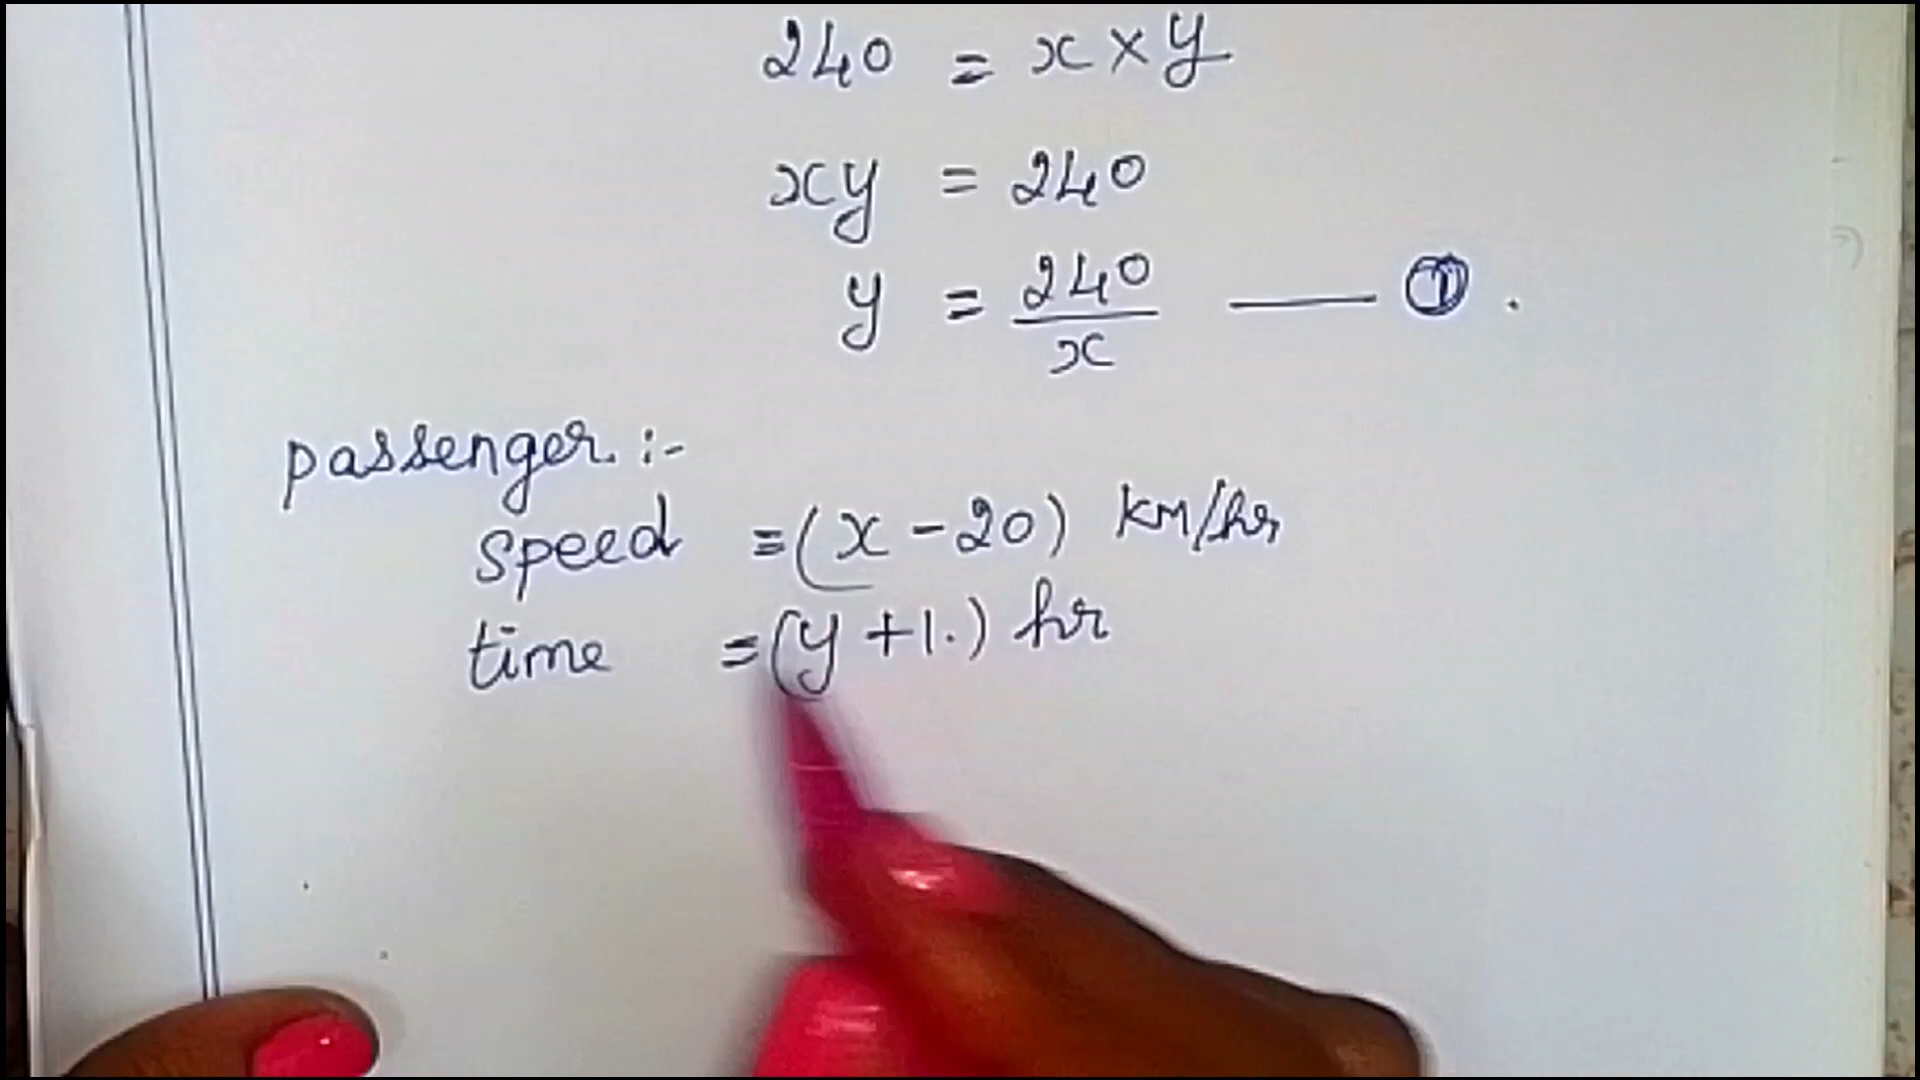 240 = x × y
xy = 240
y = 240/x —— ①.
passenger :-
speed = (x - 20) km/hr
time = (y + 1.) hr